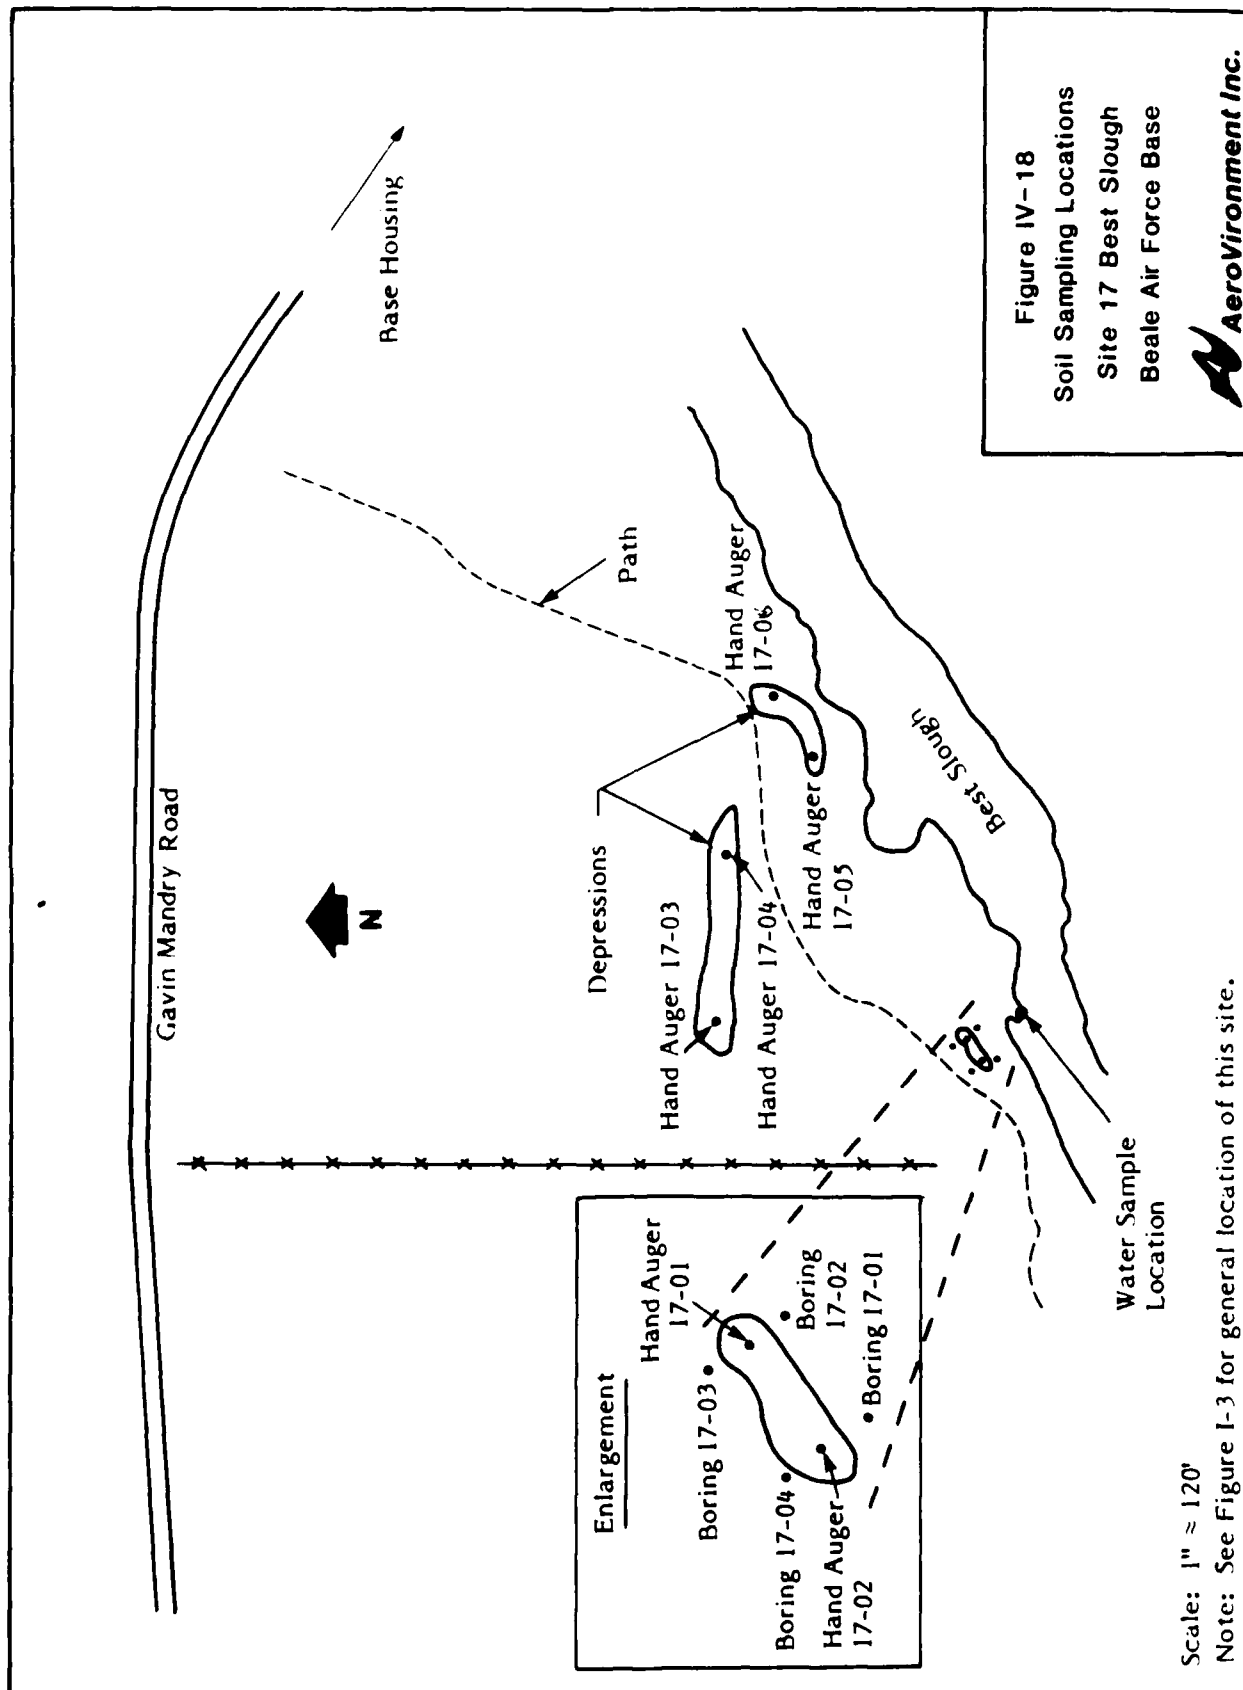 Gavin Mandry Road
Base Housing
N
Path
Depressions
Hand Auger 17-03
Hand Auger 17-04
Hand Auger
17-06
Hand Auger
17-05
Best Slough
Enlargement
Hand Auger
17-01
Boring 17-03
Boring
17-02
Boring 17-01
Boring 17-04
Hand Auger
17-02
Water Sample
Location
Scale: 1" ≈ 120'
Note: See Figure I-3 for general location of this site.
Figure IV-18
Soil Sampling Locations
Site 17 Best Slough
Beale Air Force Base
AeroVironment Inc.